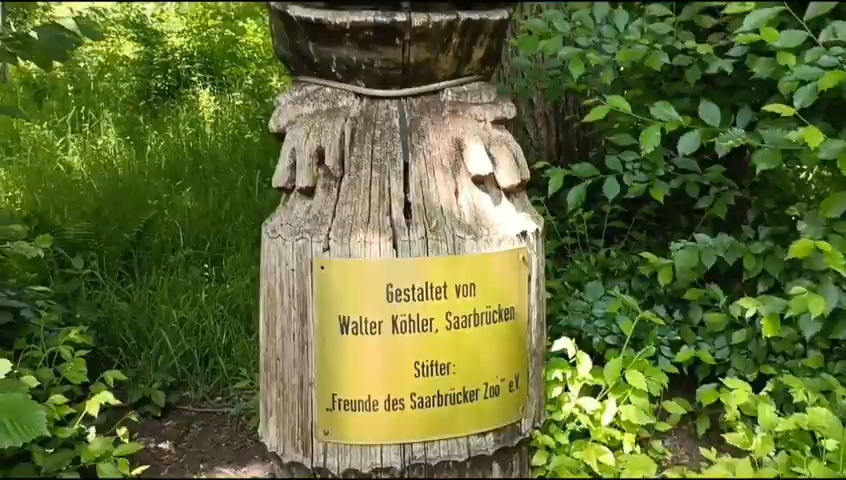 Gestaltet von
Walter Köhler, Saarbrücken
Stifter:
„Freunde des Saarbrücker Zoo“ e.V.